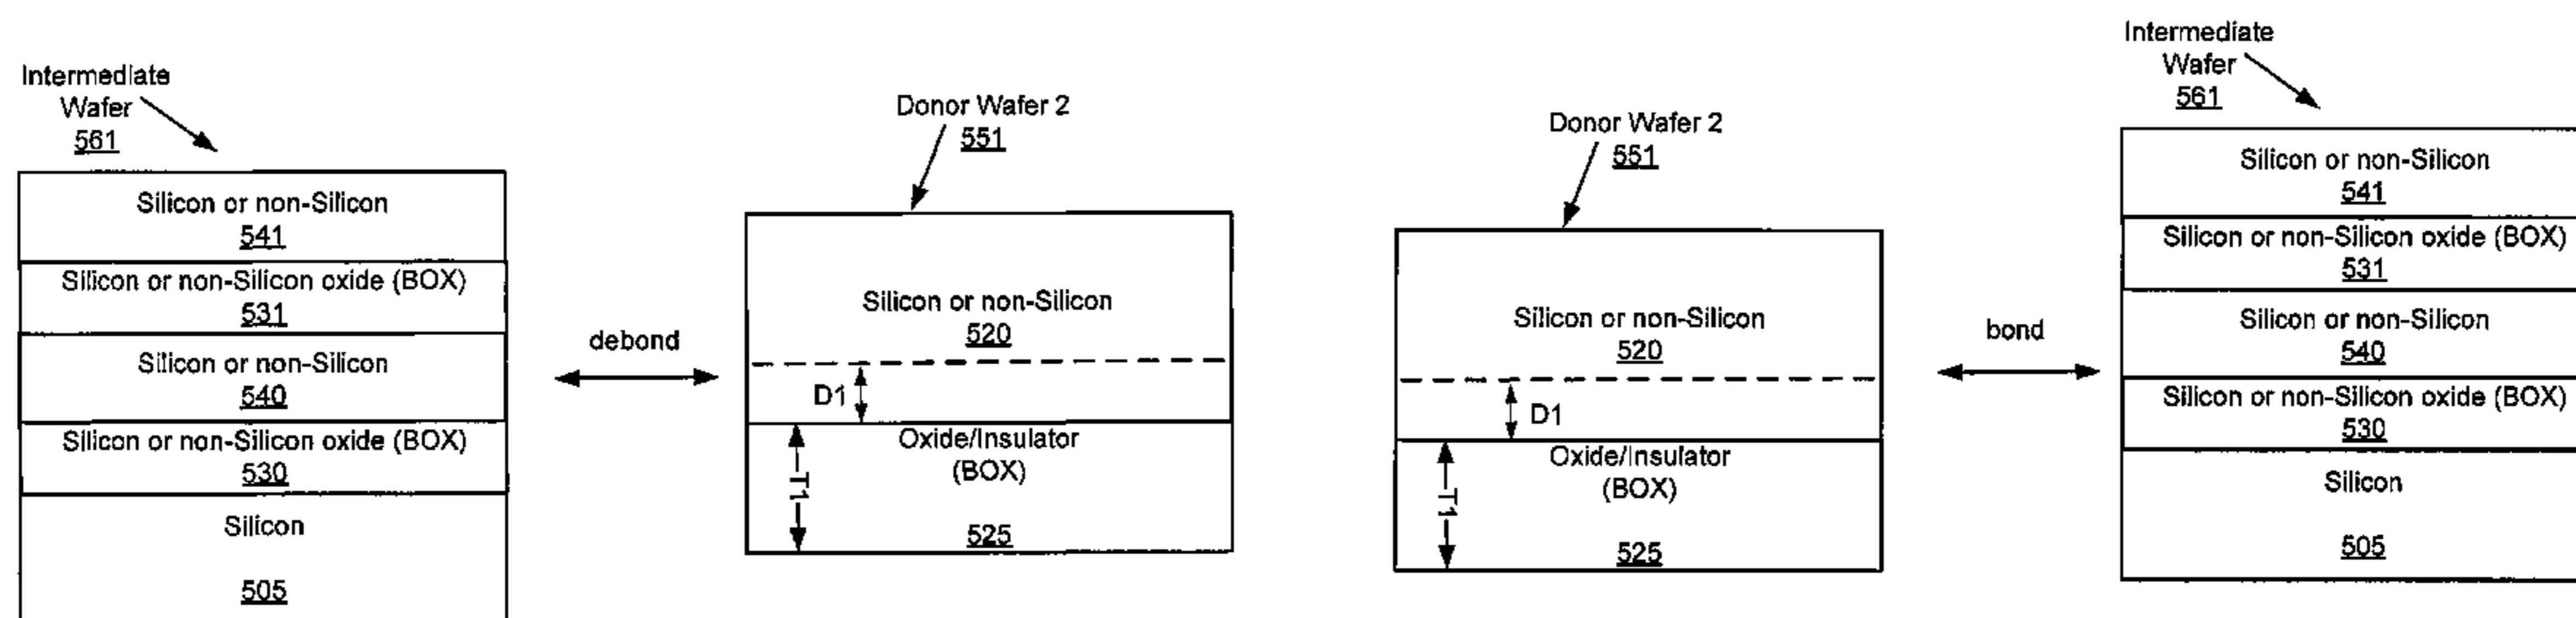 Intermediate
Wafer
561
Silicon or non-Silicon
541
Silicon or non-Silicon oxide (BOX)
531
Silicon or non-Silicon
540
Silicon or non-Silicon oxide (BOX)
530
Silicon
505
debond
Donor Wafer 2
551
Silicon or non-Silicon
520
D1
T1
Oxide/Insulator
(BOX)
525
Donor Wafer 2
551
Silicon or non-Silicon
520
D1
T1
Oxide/Insulator
(BOX)
525
bond
Intermediate
Wafer
561
Silicon or non-Silicon
541
Silicon or non-Silicon oxide (BOX)
531
Silicon or non-Silicon
540
Silicon or non-Silicon oxide (BOX)
530
Silicon
505